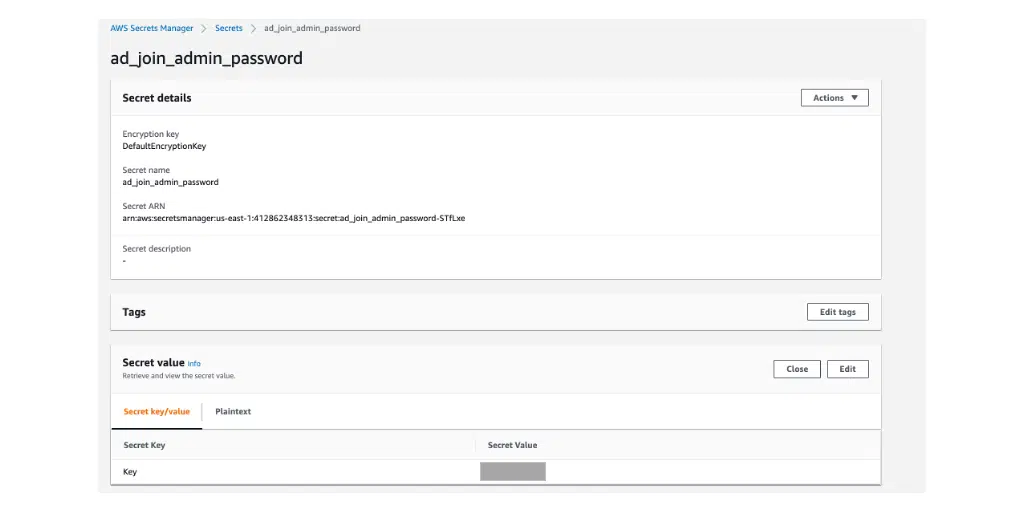 AWS Secrets Manager > Secrets > ad_join_admin_password
ad_join_admin_password
Secret details
Actions ▼
Encryption key
DefaultEncryptionKey
Secret name
ad_join_admin_password
Secret ARN
arn:aws:secretsmanager:us-east-1:412862348313:secret:ad_join_admin_password-STfLxe
Secret description
-
Tags
Edit tags
Secret value Info
Close Edit
Retrieve and view the secret value.
Secret key/value Plaintext
Secret Key Secret Value
Key